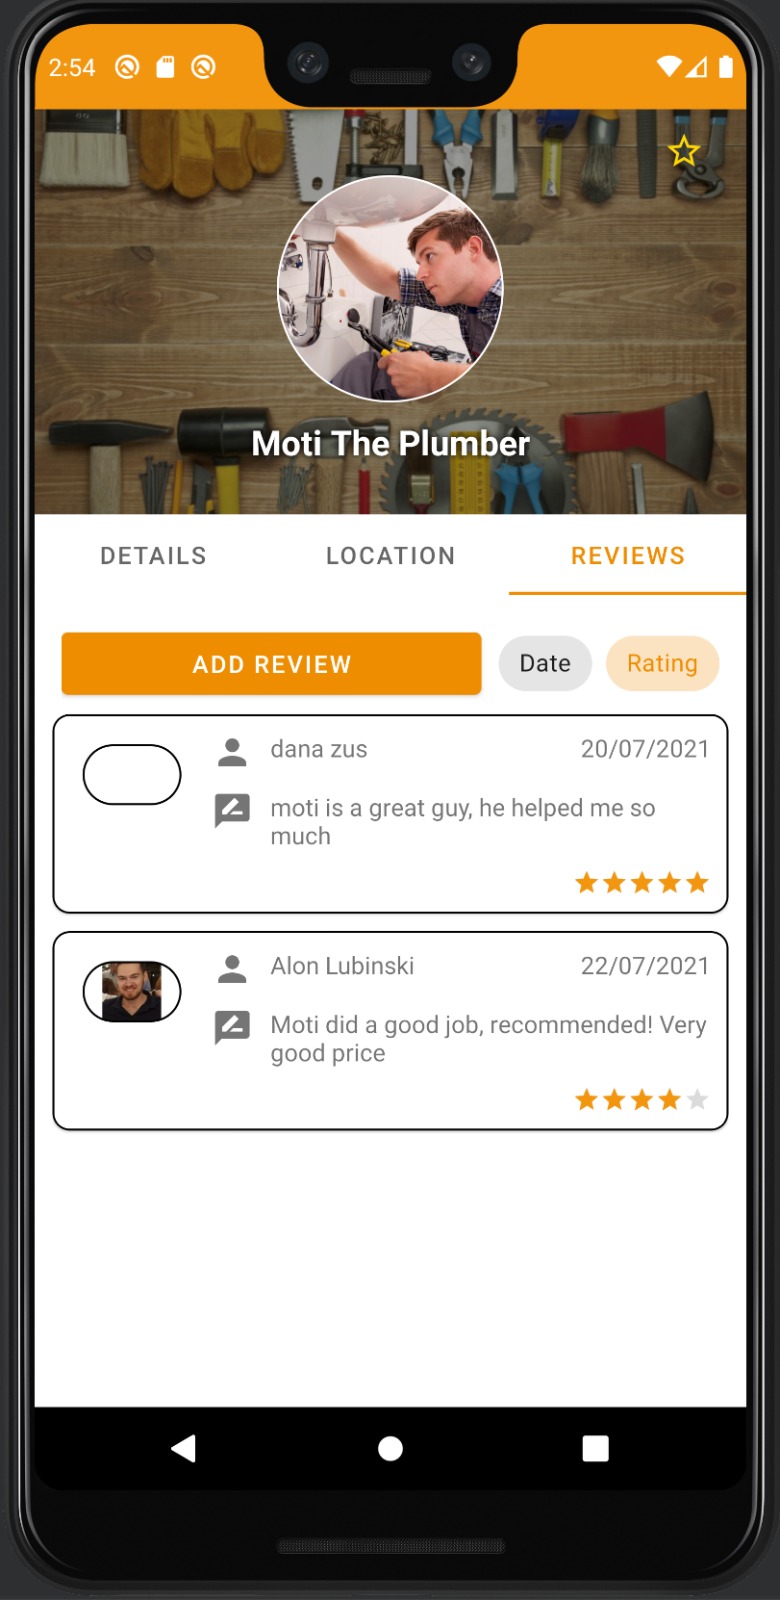 2:54
Moti The Plumber
DETAILS LOCATION REVIEWS
ADD REVIEW Date Rating
dana zus 20/07/2021
moti is a great guy, he helped me so
much
Alon Lubinski 22/07/2021
Moti did a good job, recommended! Very
good price